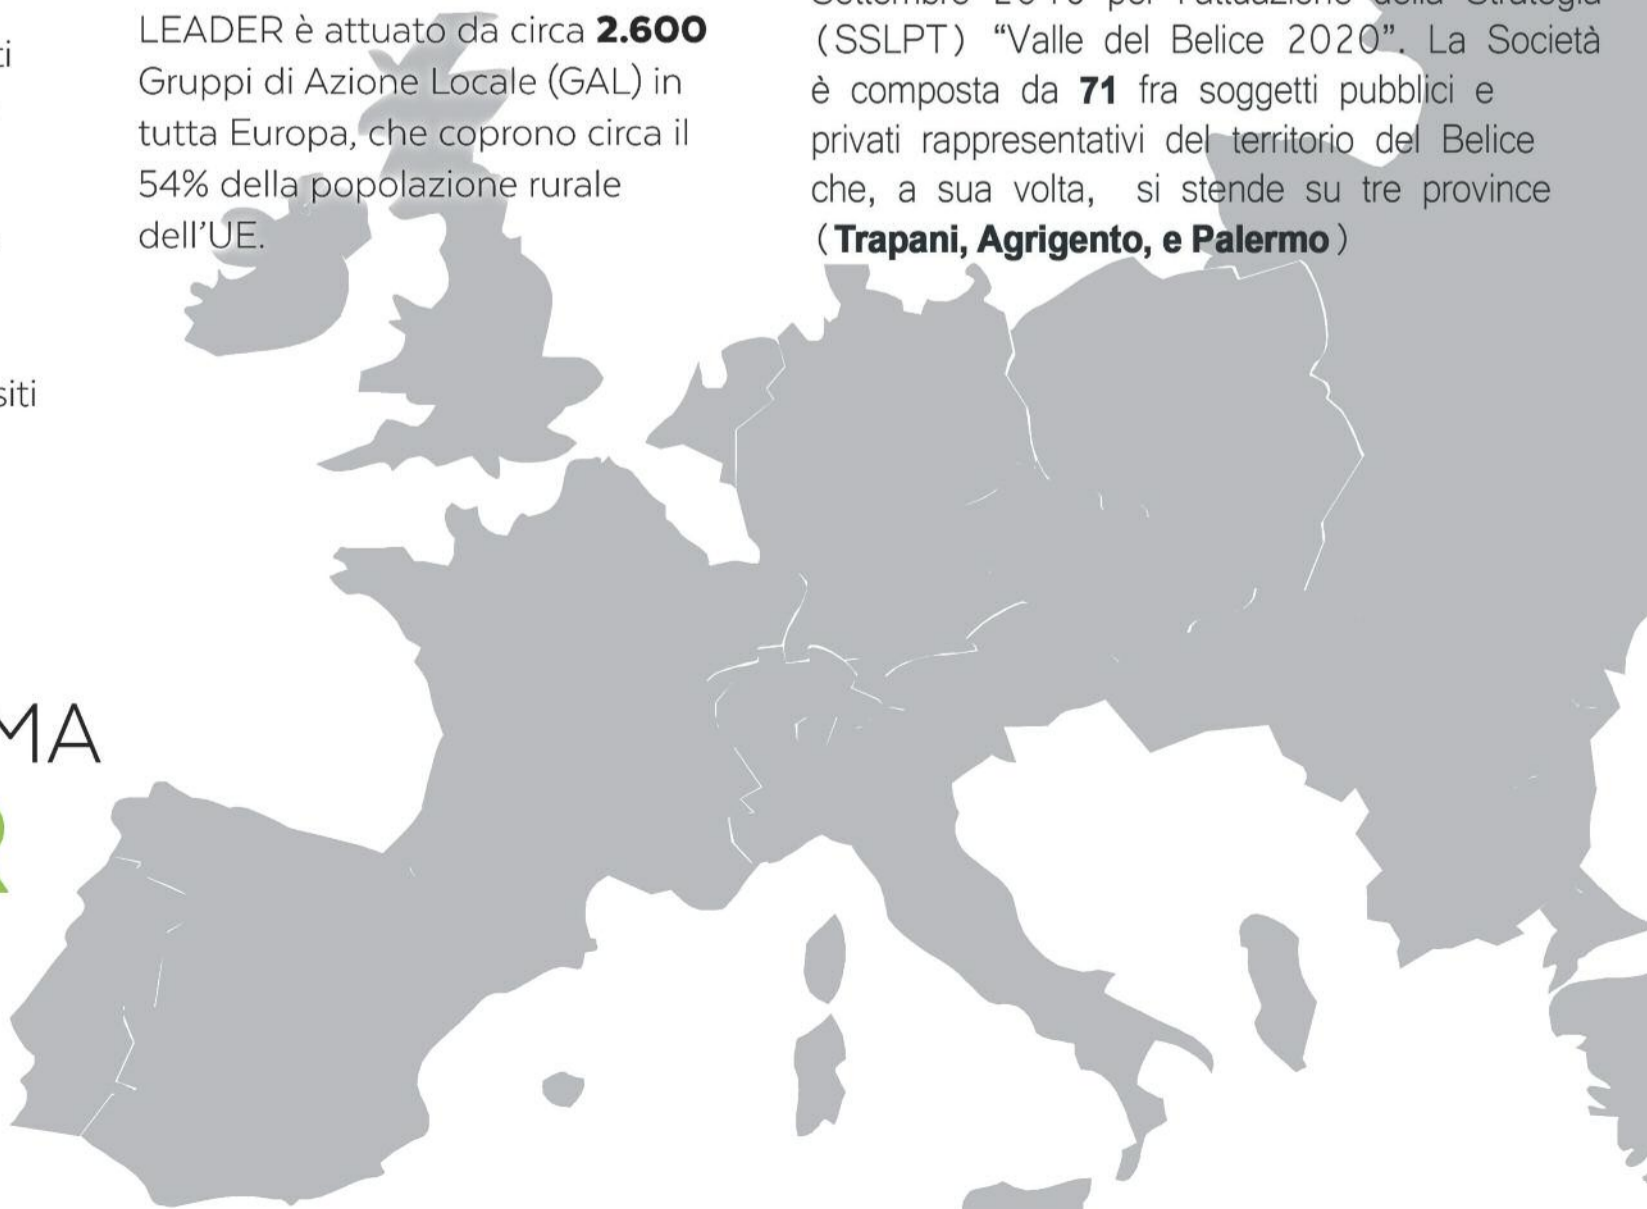 LEADER è attuato da circa 2.600
Gruppi di Azione Locale (GAL) in
tutta Europa, che coprono circa il
54% della popolazione rurale
dell'UE.
(SSLPT) “Valle del Belice 2020”. La Società
è composta da 71 fra soggetti pubblici e
privati rappresentativi del territorio del Belice
che, a sua volta, si stende su tre province
(Trapani, Agrigento, e Palermo)
siti
MA